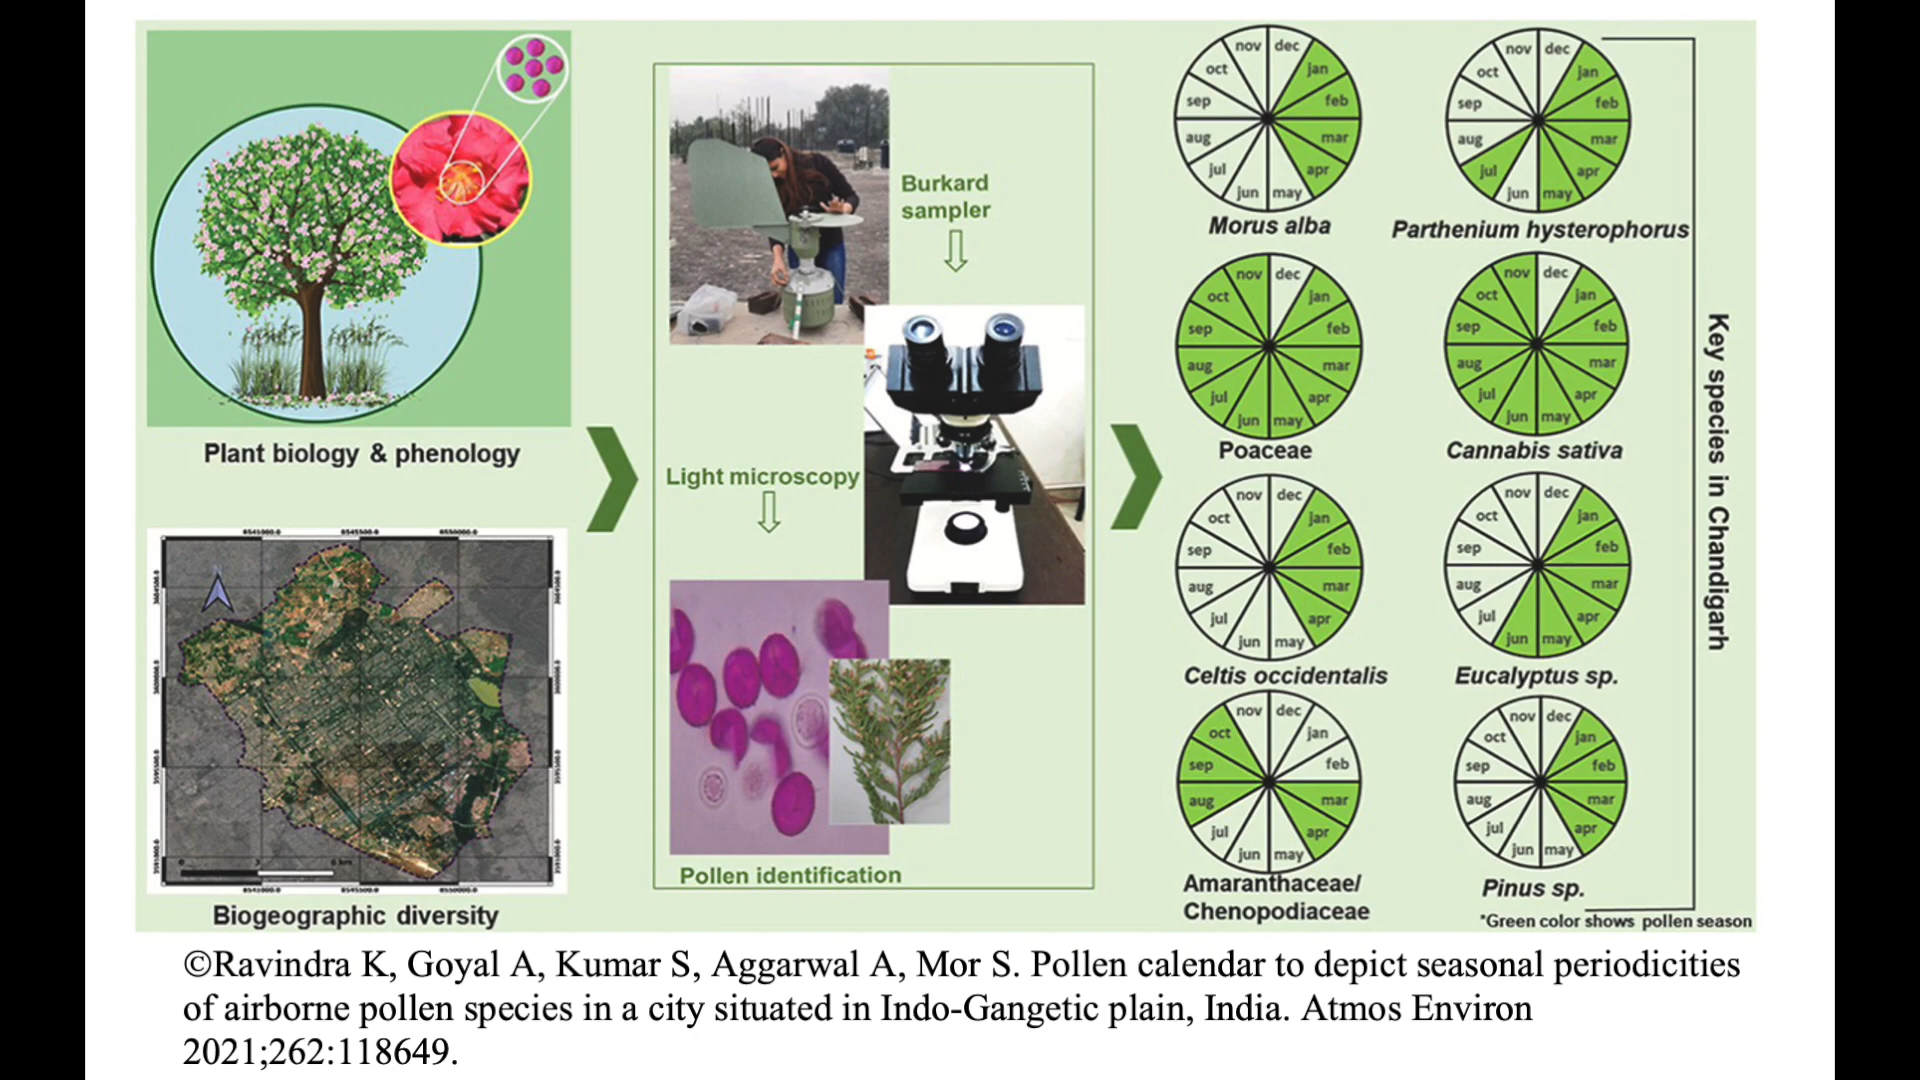 Plant biology & phenology
Biogeographic diversity
Burkard
sampler
Light microscopy
Pollen identification
nov dec
oct jan
sep feb
aug mar
jul apr
jun may
Morus alba
nov dec
oct jan
sep feb
aug mar
jul apr
jun may
Parthenium hysterophorus
nov dec
oct jan
sep feb
aug mar
jul apr
jun may
Poaceae
nov dec
oct jan
sep feb
aug mar
jul apr
jun may
Cannabis sativa
nov dec
oct jan
sep feb
aug mar
jul apr
jun may
Celtis occidentalis
nov dec
oct jan
sep feb
aug mar
jul apr
jun may
Eucalyptus sp.
nov dec
oct jan
sep feb
aug mar
jul apr
jun may
Amaranthaceae/
Chenopodiaceae
nov dec
oct jan
sep feb
aug mar
jul apr
jun may
Pinus sp.
Key species in Chandigarh
*Green color shows pollen season
©Ravindra K, Goyal A, Kumar S, Aggarwal A, Mor S. Pollen calendar to depict seasonal periodicities
of airborne pollen species in a city situated in Indo-Gangetic plain, India. Atmos Environ
2021;262:118649.